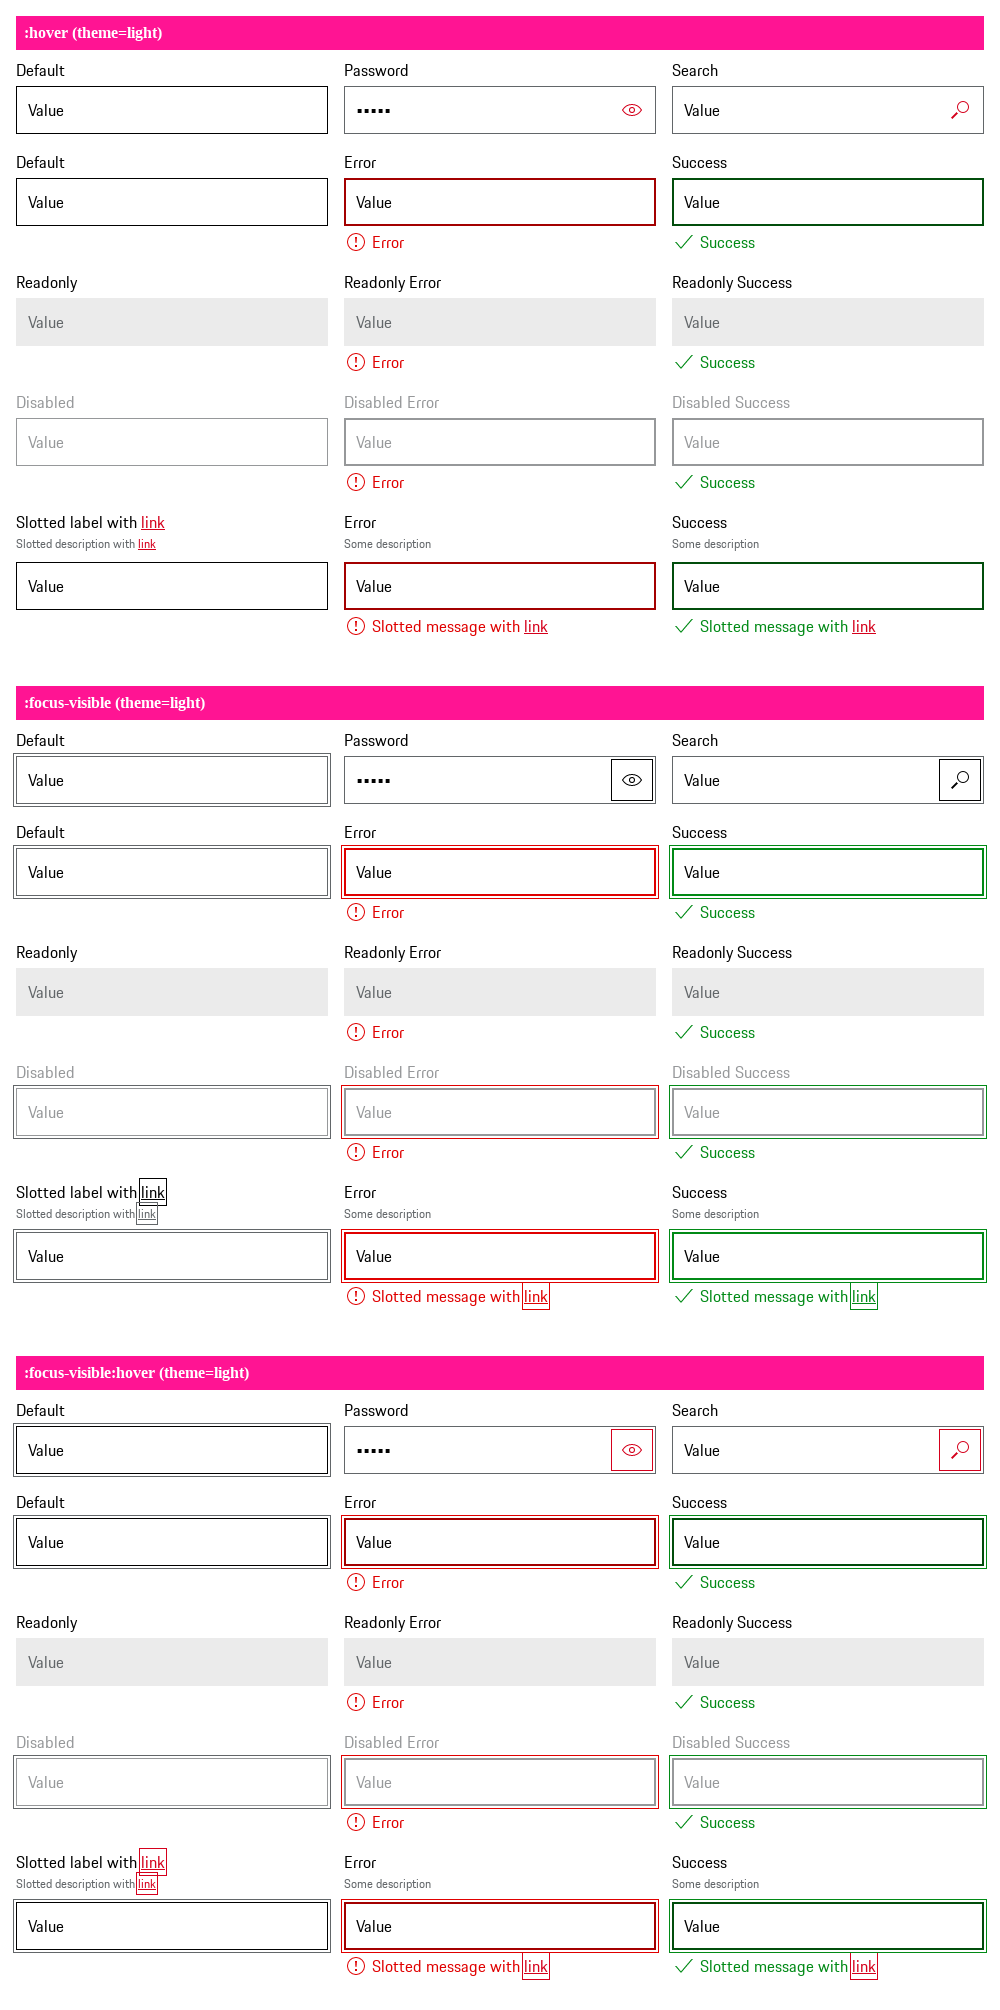 :hover (theme=light)
Default Password Search
Value ••••• Value
Default Error Success
Value Value Value
Error Success
Readonly Readonly Error Readonly Success
Value Value Value
Error Success
Disabled Disabled Error Disabled Success
Value Value Value
Error Success
Slotted label with link Error Success
Slotted description with link Some description Some description
Value Value Value
Slotted message with link Slotted message with link
:focus-visible (theme=light)
Default Password Search
Value ••••• Value
Default Error Success
Value Value Value
Error Success
Readonly Readonly Error Readonly Success
Value Value Value
Error Success
Disabled Disabled Error Disabled Success
Value Value Value
Error Success
Slotted label with link Error Success
Slotted description with link Some description Some description
Value Value Value
Slotted message with link Slotted message with link
:focus-visible:hover (theme=light)
Default Password Search
Value ••••• Value
Default Error Success
Value Value Value
Error Success
Readonly Readonly Error Readonly Success
Value Value Value
Error Success
Disabled Disabled Error Disabled Success
Value Value Value
Error Success
Slotted label with link Error Success
Slotted description with link Some description Some description
Value Value Value
Slotted message with link Slotted message with link